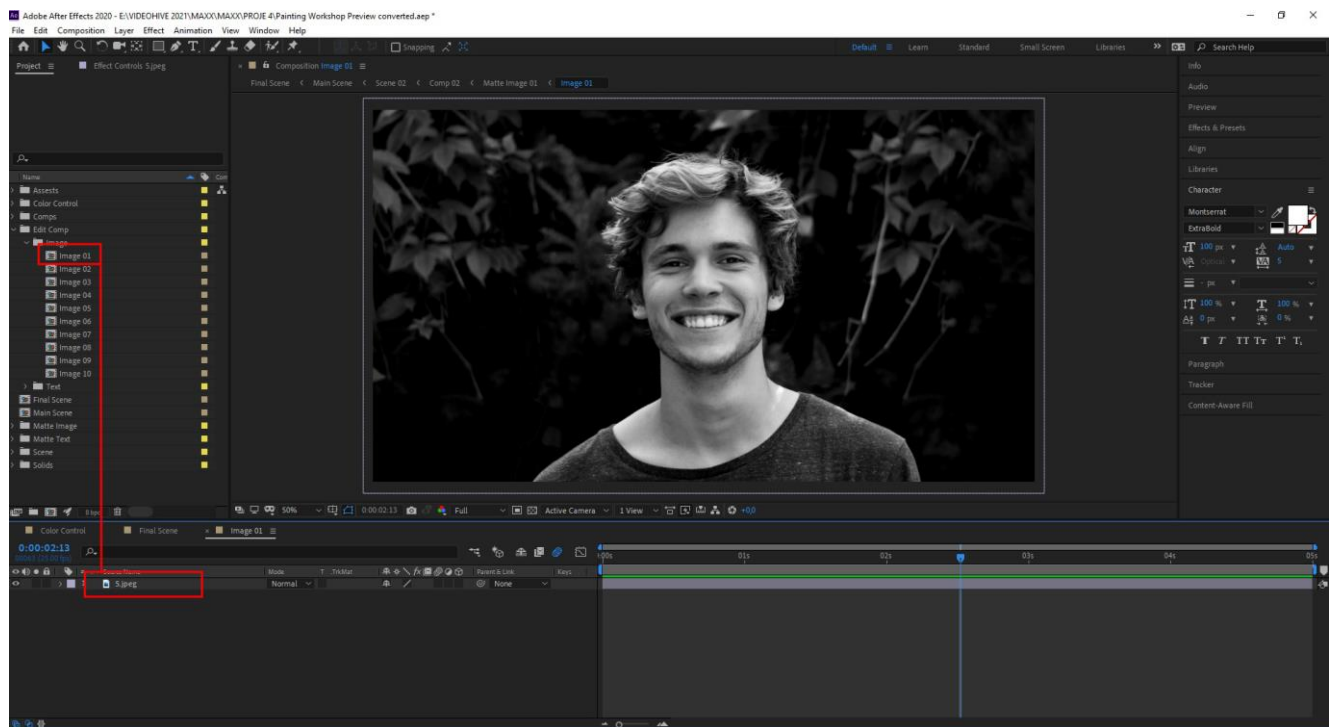 Adobe After Effects 2020 - E:\VIDEOHIVE 2021\MAXX\MAXX\PROJE 4\Painting Workshop Preview converted.aep *
File Edit Composition Layer Effect Animation View Window Help
Snapping
Default
Learn
Standard
Small Screen
Libraries
Search Help
Project
Effect Controls 5.jpeg
Composition Image 01
Final Scene
Main Scene
Scene 02
Comp 02
Matte Image 01
Image 01
Name
Com
Assests
Color Control
Comps
Edit Comp
Image
Image 01
Image 02
Image 03
Image 04
Image 05
Image 06
Image 07
Image 08
Image 09
Image 10
Text
Final Scene
Main Scene
Matte Image
Matte Text
Scene
Solids
50%
0:00:02:13
Full
Active Camera
1 View
+0,0
Info
Audio
Preview
Effects & Presets
Align
Libraries
Character
Montserrat
ExtraBold
100 px
Auto
Optical
5
- px
100 %
100 %
0 px
0 %
Paragraph
Tracker
Content-Aware Fill
Color Control
Final Scene
Image 01
0:00:02:13
Mode
T .TrkMat
Parent & Link
Keys
5.jpeg
Normal
None
01s
02s
03s
04s
05s